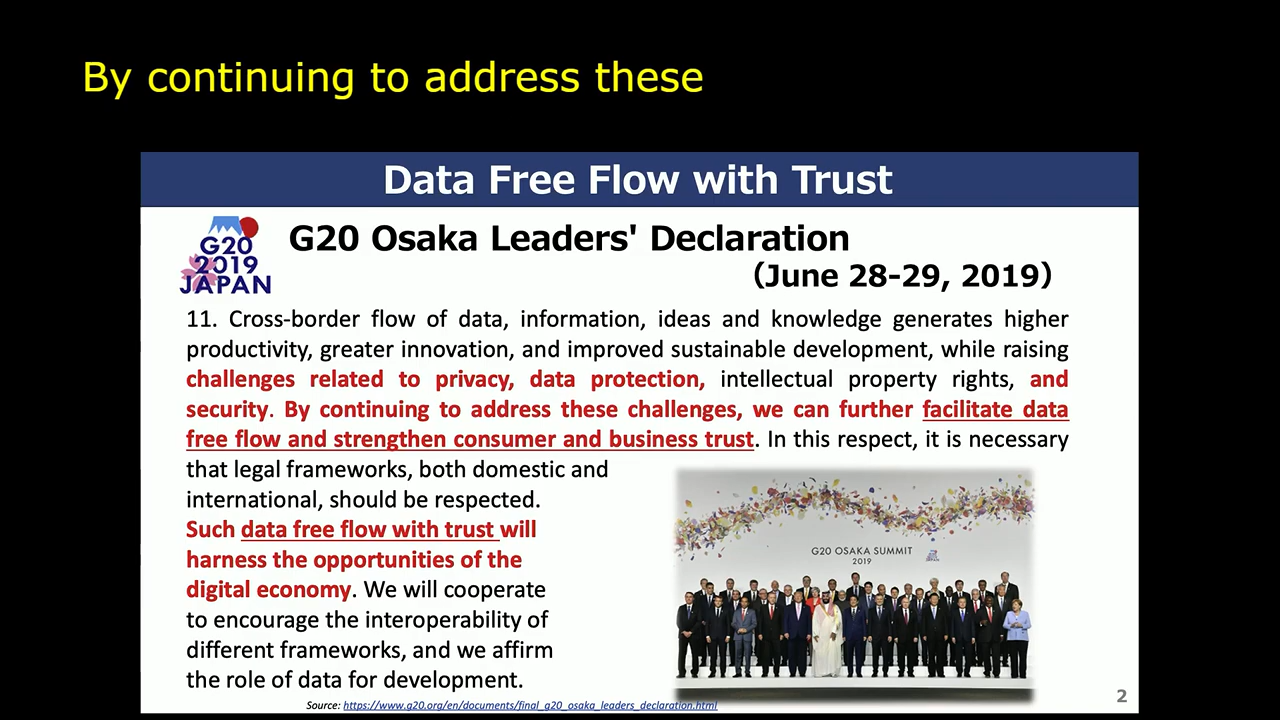 By continuing to address these
Data Free Flow with Trust
G20
2019
JAPAN
G20 Osaka Leaders' Declaration
（June 28-29, 2019）
11. Cross-border flow of data, information, ideas and knowledge generates higher
productivity, greater innovation, and improved sustainable development, while raising
challenges related to privacy, data protection, intellectual property rights, and
security. By continuing to address these challenges, we can further facilitate data
free flow and strengthen consumer and business trust. In this respect, it is necessary
that legal frameworks, both domestic and
international, should be respected.
Such data free flow with trust will
harness the opportunities of the
digital economy. We will cooperate
to encourage the interoperability of
different frameworks, and we affirm
the role of data for development.
G20 OSAKA SUMMIT
2019
Source: https://www.g20.org/en/documents/final_g20_osaka_leaders_declaration.html
2